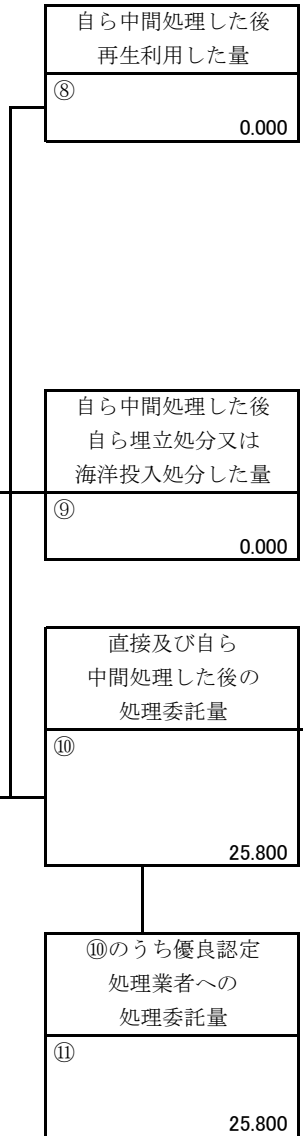 自ら中間処理した後
再生利用した量
⑧
0.000
自ら中間処理した後
自ら埋立処分又は
海洋投入処分した量
⑨
0.000
直接及び自ら
中間処理した後の
処理委託量
⑩
25.800
⑩のうち優良認定
処理業者への
処理委託量
⑪
25.800